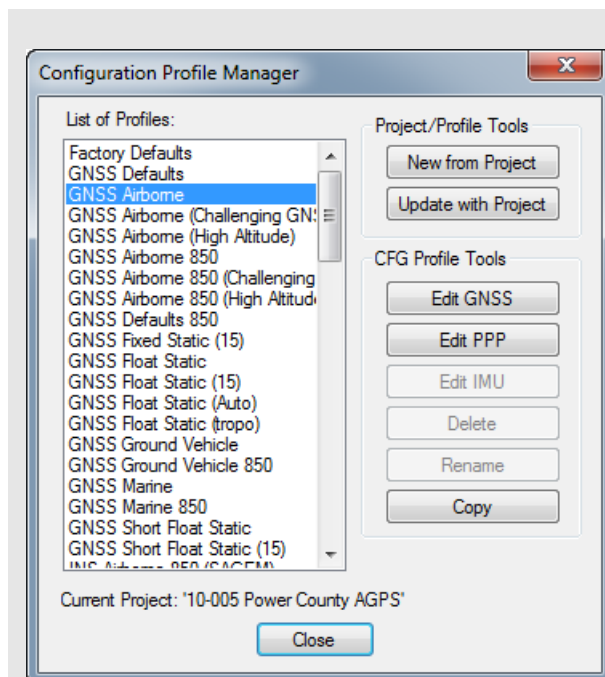 Configuration Profile Manager
List of Profiles:
Factory Defaults
GNSS Defaults
GNSS Airborne
GNSS Airborne (Challenging
GNSS Airborne (High Altitude)
GNSS Airborne 850
GNSS Airborne 850 (Challenging
GNSS Airborne 850 (High
GNSS Defaults 850
GNSS Fixed Static (15)
GNSS Float Static
GNSS Float Static (15)
GNSS Float Static (Auto)
GNSS Float Static (tropo)
GNSS Ground Vehicle
GNSS Ground Vehicle 850
GNSS Marine
GNSS Marine 850
GNSS Short Float Static
GNSS Short Float Static (15)
INS Airborne 850 (SAGEM)
Project/Profile Tools
New from Project
Update with Project
CFG Profile Tools
Edit GNSS
Edit PPP
Edit IMU
Delete
Rename
Copy
Current Project: '10-005 Power County AGPS'
Close